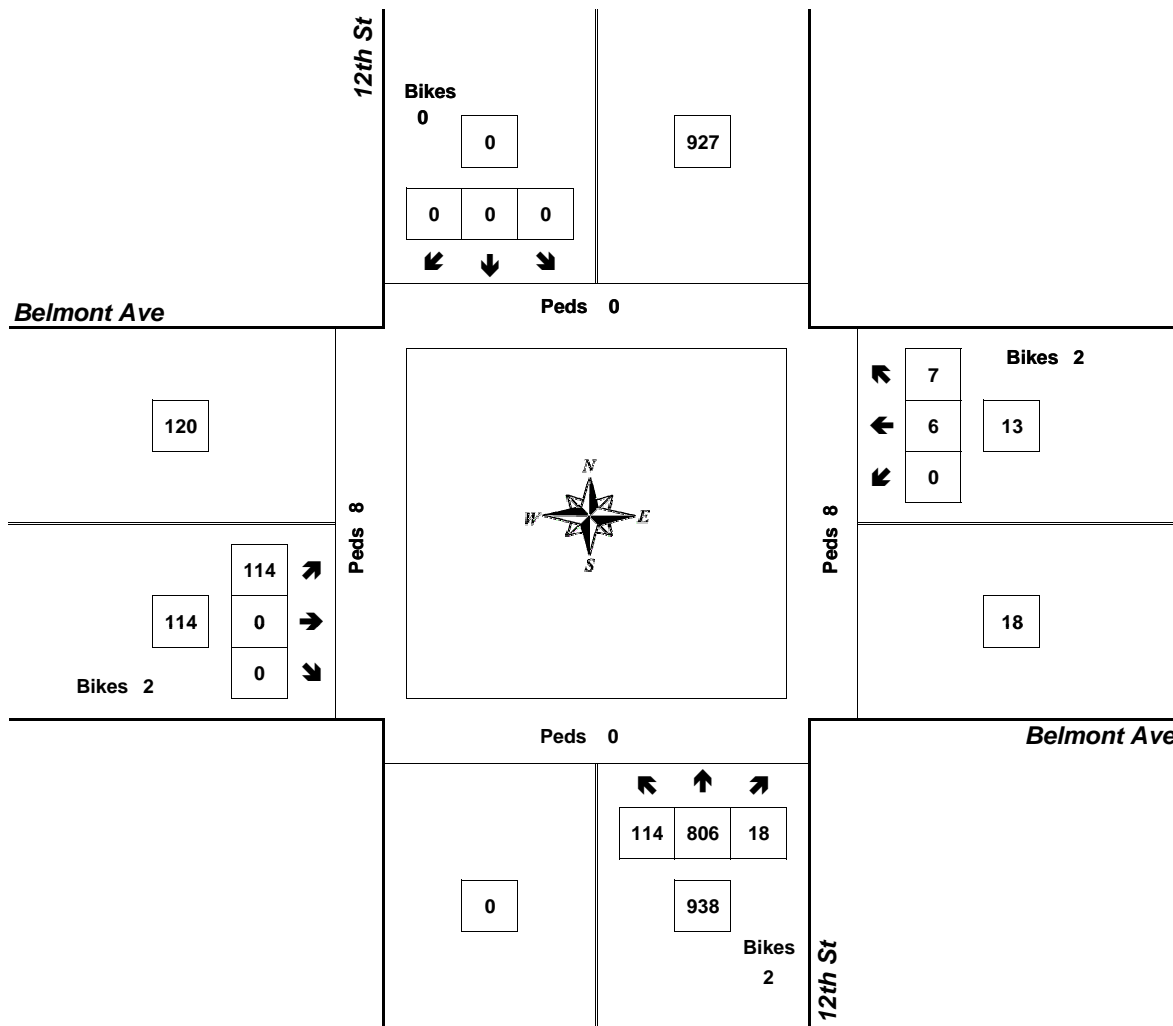 12th St
Bikes
0
0
927
0 0 0
Peds 0
Belmont Ave
7
Bikes 2
120
6
13
0
N
W E
S
Peds 8
Peds 8
114
114
0
18
0
Bikes 2
Peds 0
Belmont Ave
114 806 18
0
938
Bikes
2
12th St